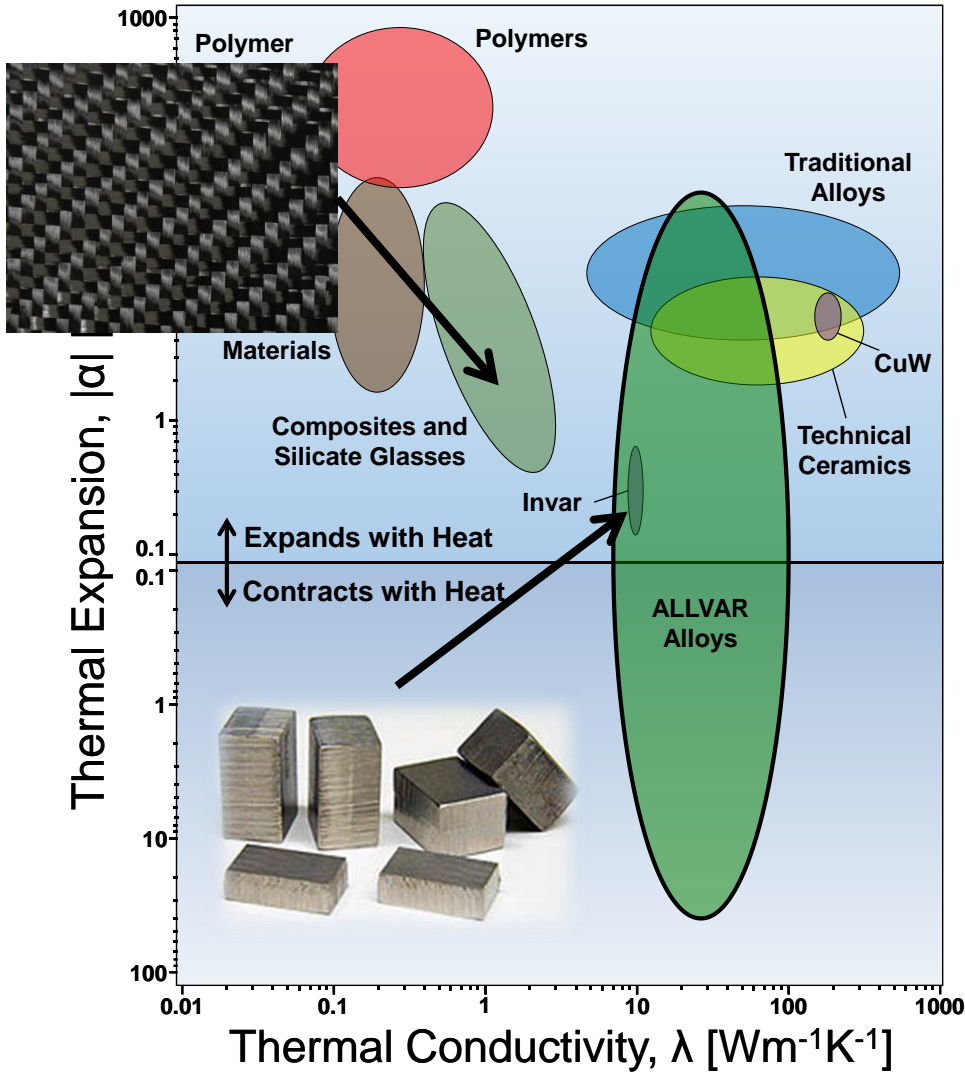 1000
Polymer
Polymers
Traditional
Alloys
Materials
CuW
1
Composites and
Silicate Glasses
Technical
Ceramics
Invar
0.1
Expands with Heat
0.1
Contracts with Heat
ALLVAR
Alloys
1
10
100
0.01
0.1
1
10
100
1000
Thermal Expansion, |α|
Thermal Conductivity, λ [Wm-1K-1]